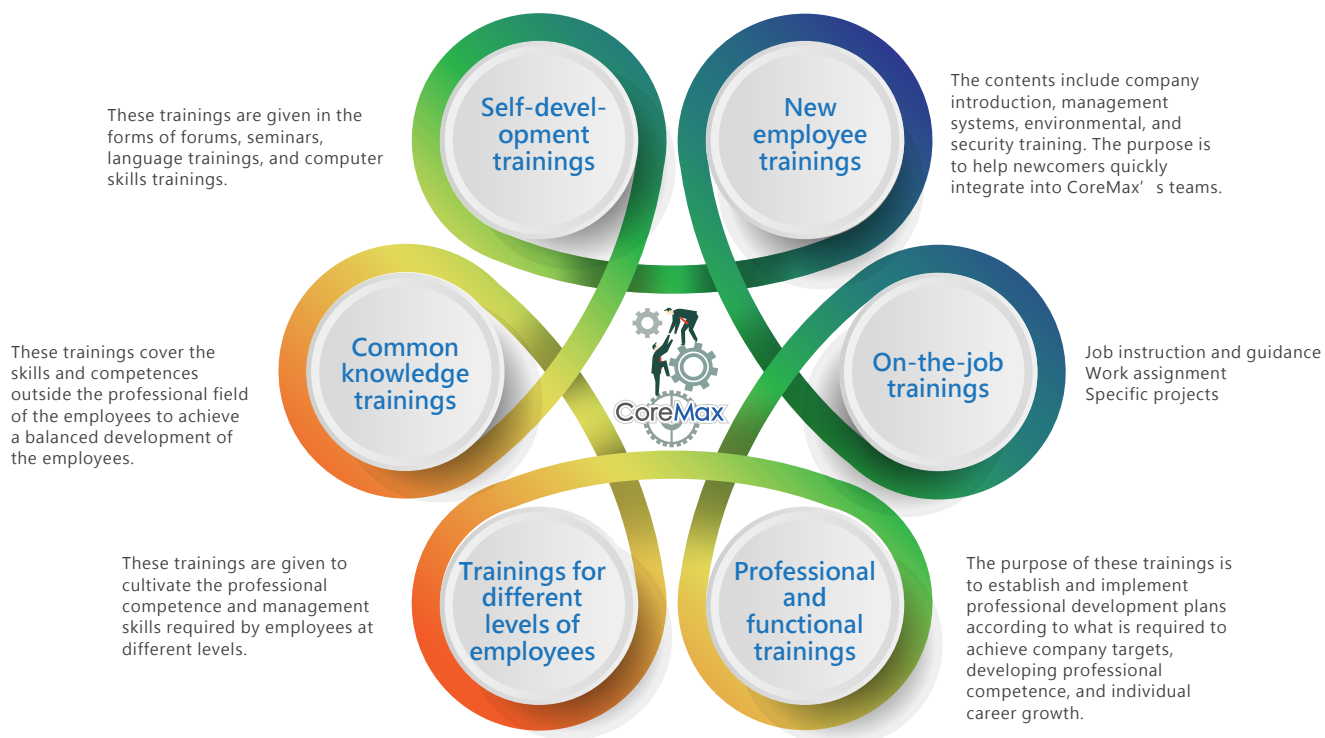 These trainings are given in the
forms of forums, seminars,
language trainings, and computer
skills trainings.
Self-devel-
opment
trainings
New
employee
trainings
The contents include company
introduction, management
systems, environmental, and
security training. The purpose is
to help newcomers quickly
integrate into CoreMax’ s teams.
These trainings cover the
skills and competences
outside the professional field
of the employees to achieve
a balanced development of
the employees.
Common
knowledge
trainings
CoreMax
On-the-job
trainings
Job instruction and guidance
Work assignment
Specific projects
These trainings are given to
cultivate the professional
competence and management
skills required by employees at
different levels.
Trainings for
different
levels of
employees
Professional
and
functional
trainings
The purpose of these trainings is
to establish and implement
professional development plans
according to what is required to
achieve company targets,
developing professional
competence, and individual
career growth.